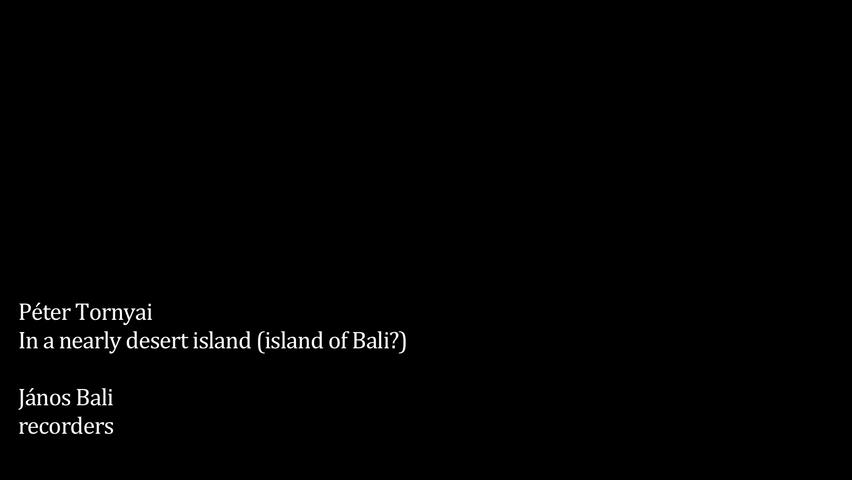 Péter Tornyai
In a nearly desert island (island of Bali?)
János Bali
recorders